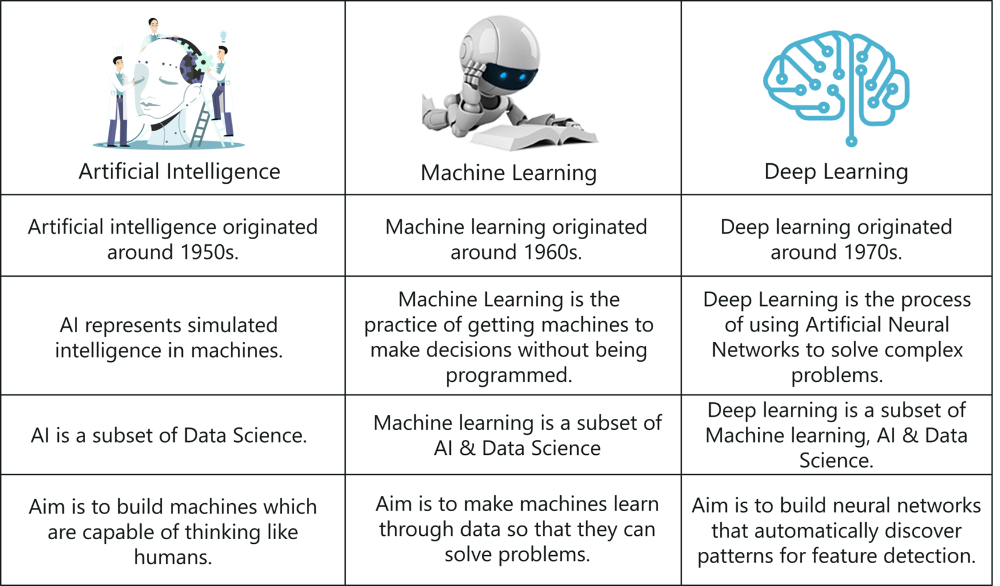 Artificial Intelligence
Machine Learning
Deep Learning
Artificial intelligence originated
around 1950s.
Machine learning originated
around 1960s.
Deep learning originated
around 1970s.
AI represents simulated
intelligence in machines.
Machine Learning is the
practice of getting machines to
make decisions without being
programmed.
Deep Learning is the process
of using Artificial Neural
Networks to solve complex
problems.
AI is a subset of Data Science.
Machine learning is a subset of
AI & Data Science
Deep learning is a subset of
Machine learning, AI & Data
Science.
Aim is to build machines which
are capable of thinking like
humans.
Aim is to make machines learn
through data so that they can
solve problems.
Aim is to build neural networks
that automatically discover
patterns for feature detection.